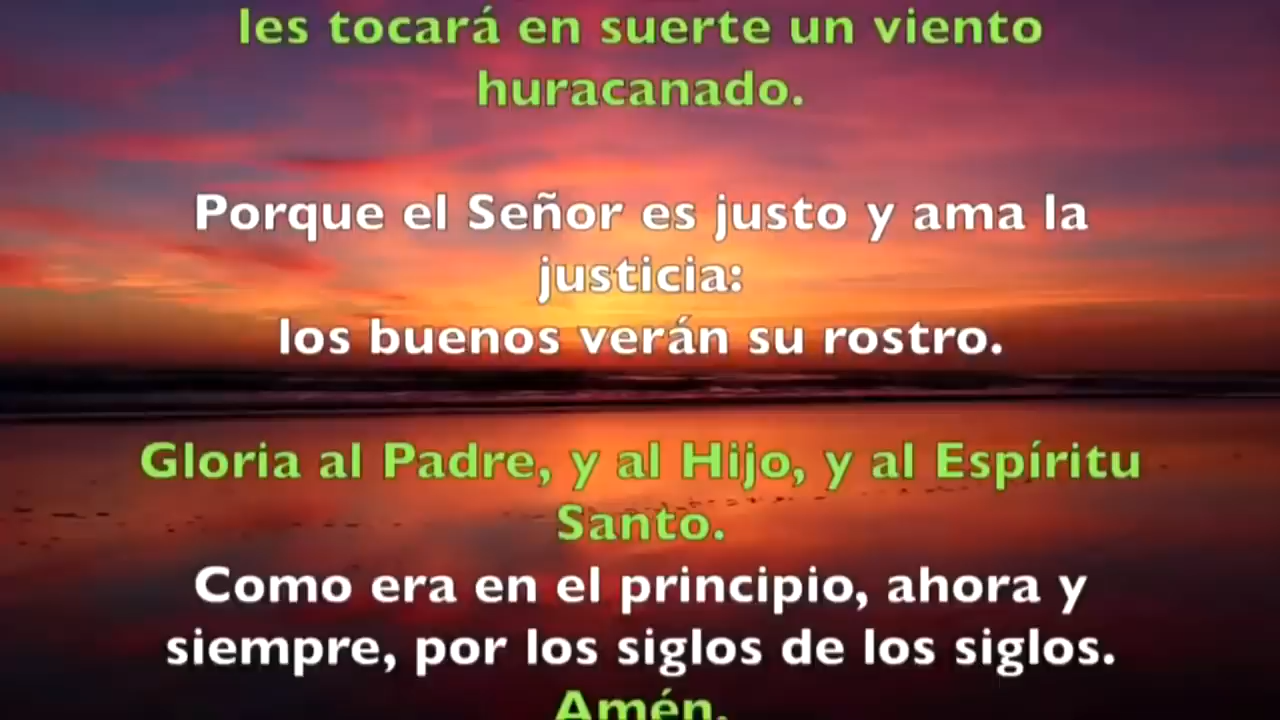 les tocará en suerte un viento
huracanado.
Porque el Señor es justo y ama la
justicia:
los buenos verán su rostro.
Gloria al Padre, y al Hijo, y al Espíritu
Santo.
Como era en el principio, ahora y
siempre, por los siglos de los siglos.
Amén.